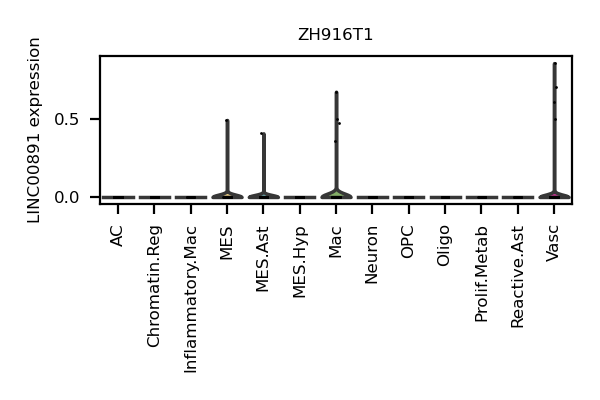 ZH916T1
LINC00891 expression
0.5
0.0
AC
Chromatin.Reg
Inflammatory.Mac
MES
MES.Ast
MES.Hyp
Mac
Neuron
OPC
Oligo
Prolif.Metab
Reactive.Ast
Vasc